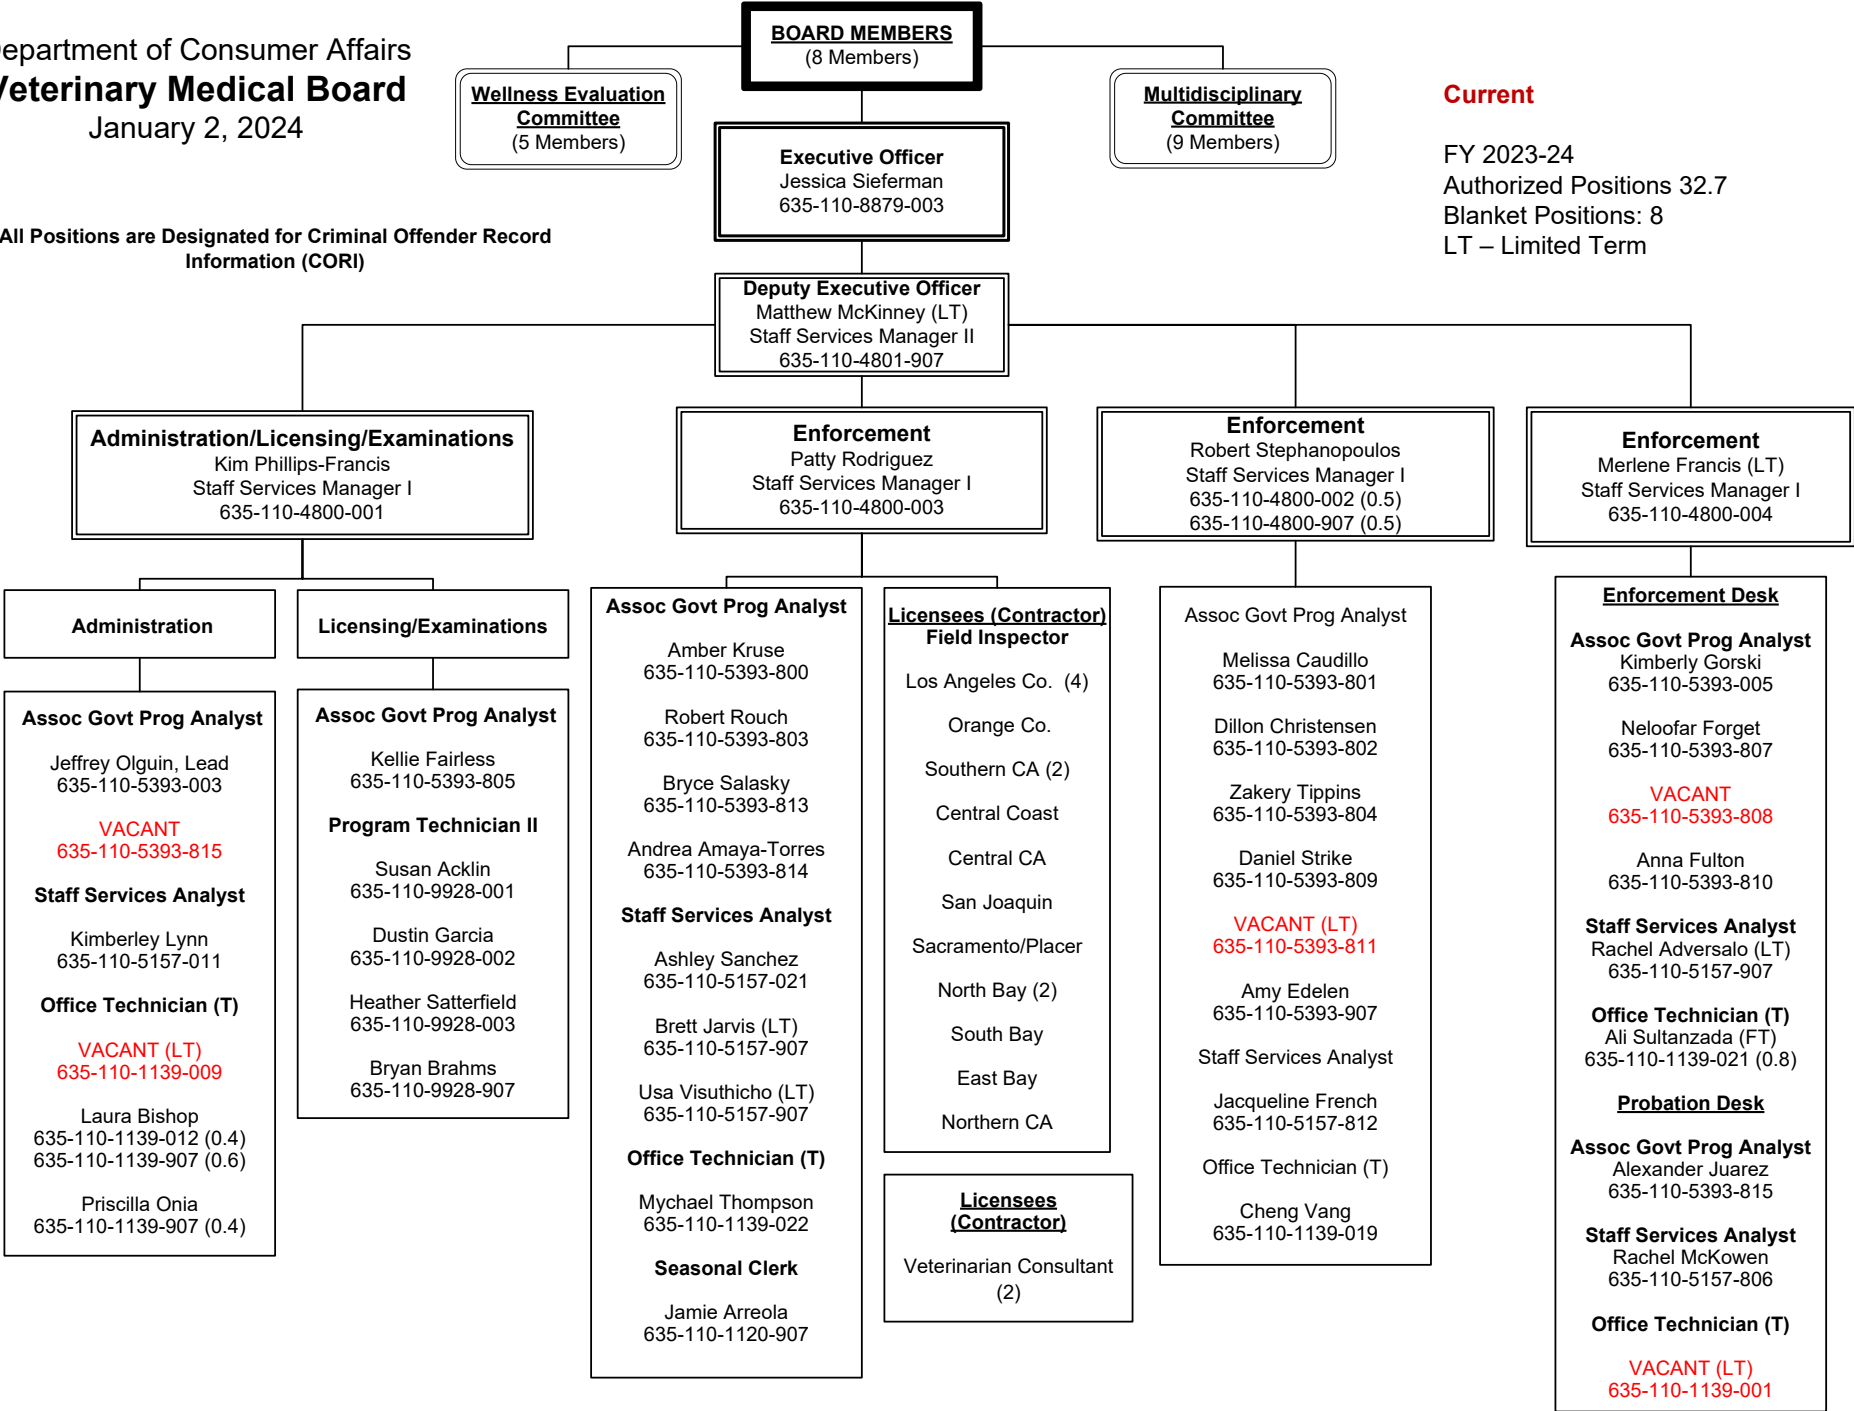 epartment of Consumer Affairs
Veterinary Medical Board
January 2, 2024
All Positions are Designated for Criminal Offender Record
Information (CORI)
BOARD MEMBERS
(8 Members)
Wellness Evaluation
Committee
(5 Members)
Multidisciplinary
Committee
(9 Members)
Current
FY 2023-24
Authorized Positions 32.7
Blanket Positions: 8
LT – Limited Term
Executive Officer
Jessica Sieferman
635-110-8879-003
Deputy Executive Officer
Matthew McKinney (LT)
Staff Services Manager II
635-110-4801-907
Administration/Licensing/Examinations
Kim Phillips-Francis
Staff Services Manager I
635-110-4800-001
Enforcement
Patty Rodriguez
Staff Services Manager I
635-110-4800-003
Enforcement
Robert Stephanopoulos
Staff Services Manager I
635-110-4800-002 (0.5)
635-110-4800-907 (0.5)
Enforcement
Merlene Francis (LT)
Staff Services Manager I
635-110-4800-004
Administration
Assoc Govt Prog Analyst
Jeffrey Olguin, Lead
635-110-5393-003
VACANT
635-110-5393-815
Staff Services Analyst
Kimberley Lynn
635-110-5157-011
Office Technician (T)
VACANT (LT)
635-110-1139-009
Laura Bishop
635-110-1139-012 (0.4)
635-110-1139-907 (0.6)
Priscilla Onia
635-110-1139-907 (0.4)
Licensing/Examinations
Assoc Govt Prog Analyst
Kellie Fairless
635-110-5393-805
Program Technician II
Susan Acklin
635-110-9928-001
Dustin Garcia
635-110-9928-002
Heather Satterfield
635-110-9928-003
Bryan Brahms
635-110-9928-907
Assoc Govt Prog Analyst
Amber Kruse
635-110-5393-800
Robert Rouch
635-110-5393-803
Bryce Salasky
635-110-5393-813
Andrea Amaya-Torres
635-110-5393-814
Staff Services Analyst
Ashley Sanchez
635-110-5157-021
Brett Jarvis (LT)
635-110-5157-907
Usa Visuthicho (LT)
635-110-5157-907
Office Technician (T)
Mychael Thompson
635-110-1139-022
Seasonal Clerk
Jamie Arreola
635-110-1120-907
Licensees (Contractor)
Field Inspector
Los Angeles Co. (4)
Orange Co.
Southern CA (2)
Central Coast
Central CA
San Joaquin
Sacramento/Placer
North Bay (2)
South Bay
East Bay
Northern CA
Licensees
(Contractor)
Veterinarian Consultant
(2)
Assoc Govt Prog Analyst
Melissa Caudillo
635-110-5393-801
Dillon Christensen
635-110-5393-802
Zakery Tippins
635-110-5393-804
Daniel Strike
635-110-5393-809
VACANT (LT)
635-110-5393-811
Amy Edelen
635-110-5393-907
Staff Services Analyst
Jacqueline French
635-110-5157-812
Office Technician (T)
Cheng Vang
635-110-1139-019
Enforcement Desk
Assoc Govt Prog Analyst
Kimberly Gorski
635-110-5393-005
Neloofar Forget
635-110-5393-807
VACANT
635-110-5393-808
Anna Fulton
635-110-5393-810
Staff Services Analyst
Rachel Adversalo (LT)
635-110-5157-907
Office Technician (T)
Ali Sultanzada (FT)
635-110-1139-021 (0.8)
Probation Desk
Assoc Govt Prog Analyst
Alexander Juarez
635-110-5393-815
Staff Services Analyst
Rachel McKowen
635-110-5157-806
Office Technician (T)
VACANT (LT)
635-110-1139-001